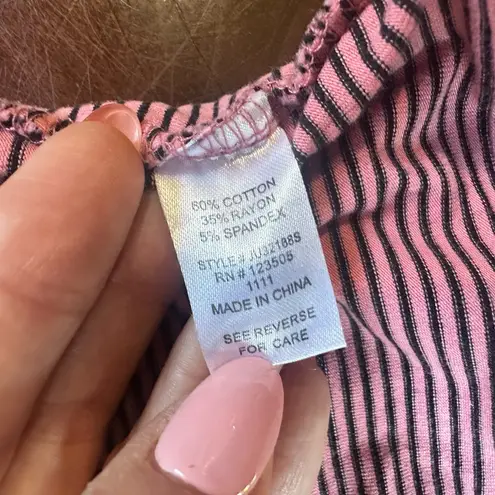 60% COTTON
35% RAYON
5% SPANDEX
STYLE# JU32188S
RN# 123505
1111
MADE IN CHINA
SEE REVERSE
FOR CARE